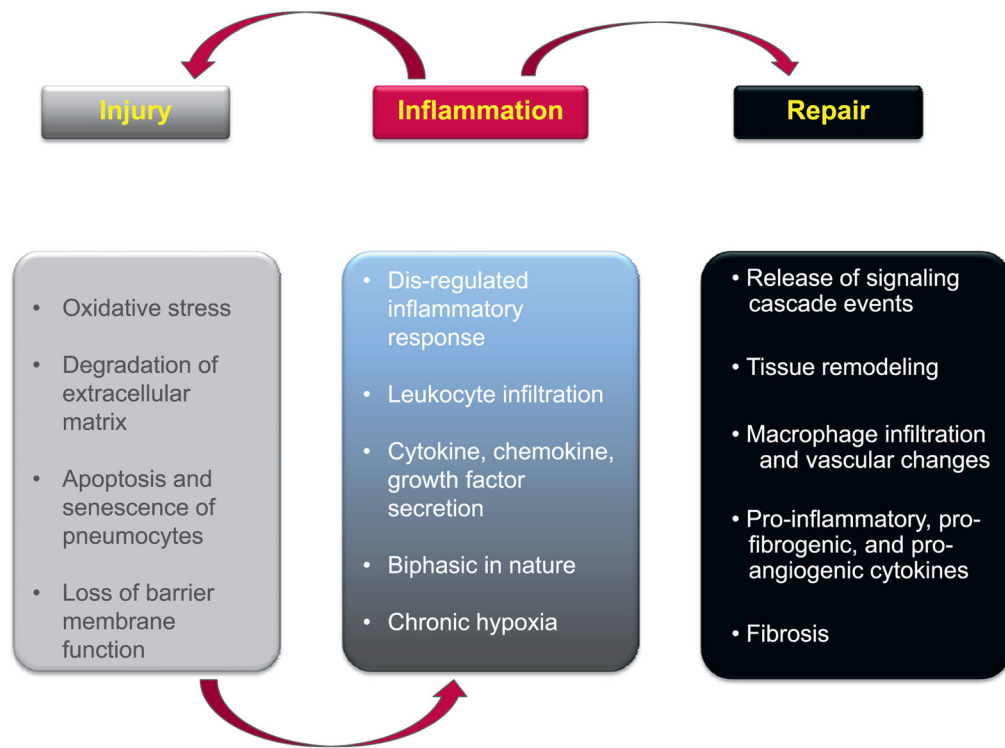 Injury
Inflammation
Repair
• Oxidative stress
• Degradation of
extracellular
matrix
• Apoptosis and
senescence of
pneumocytes
• Loss of barrier
membrane
function
• Dis-regulated
inflammatory
response
• Leukocyte infiltration
• Cytokine, chemokine,
growth factor
secretion
• Biphasic in nature
• Chronic hypoxia
• Release of signaling
cascade events
• Tissue remodeling
• Macrophage infiltration
and vascular changes
• Pro-inflammatory, pro-
fibrogenic, and pro-
angiogenic cytokines
• Fibrosis